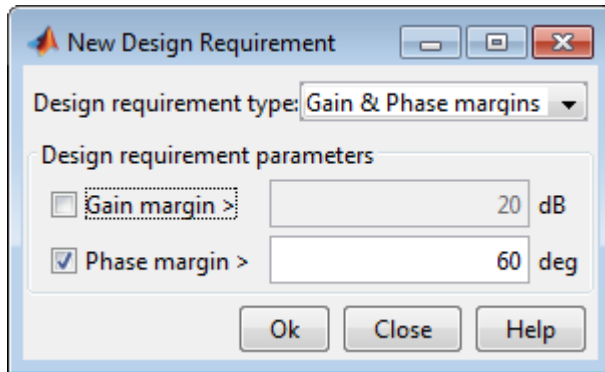 New Design Requirement
Design requirement type: Gain & Phase margins
Design requirement parameters
Gain margin > 20 dB
Phase margin > 60 deg
Ok Close Help